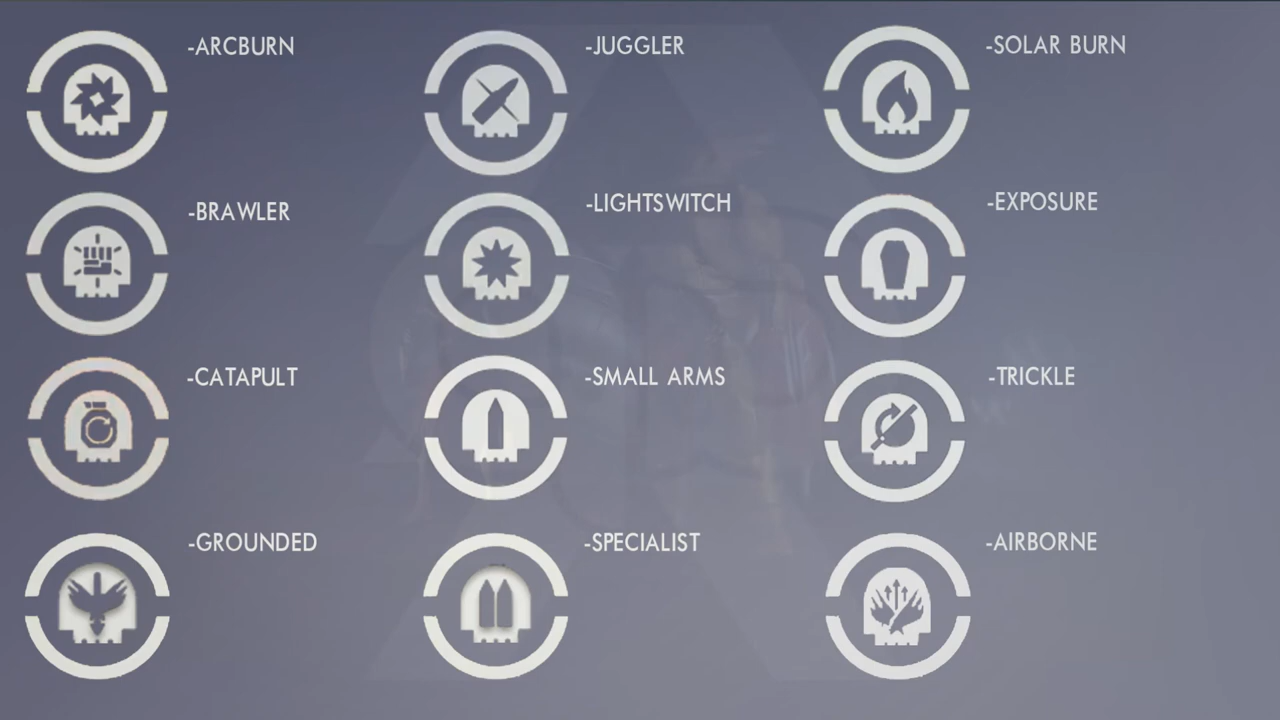 -ARCBURN
-JUGGLER
-SOLAR BURN
-BRAWLER
-LIGHTSWITCH
-EXPOSURE
-CATAPULT
-SMALL ARMS
-TRICKLE
-GROUNDED
-SPECIALIST
-AIRBORNE